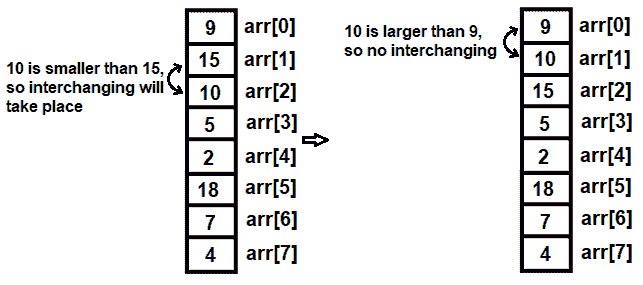 9 arr[0]
10 is smaller than 15,
so interchanging will
take place
15 arr[1]
10 arr[2]
5 arr[3]
2 arr[4]
18 arr[5]
7 arr[6]
4 arr[7]
10 is larger than 9,
so no interchanging
9 arr[0]
10 arr[1]
15 arr[2]
5 arr[3]
2 arr[4]
18 arr[5]
7 arr[6]
4 arr[7]